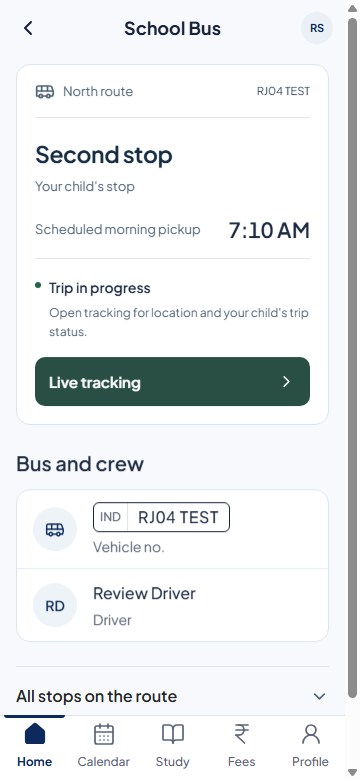 School Bus
RS
North route
RJ04 TEST
Second stop
Your child's stop
Scheduled morning pickup
7:10 AM
Trip in progress
Open tracking for location and your child's trip
status.
Live tracking
Bus and crew
IND
RJ04 TEST
Vehicle no.
RD
Review Driver
Driver
All stops on the route
Home
Calendar
Study
Fees
Profile